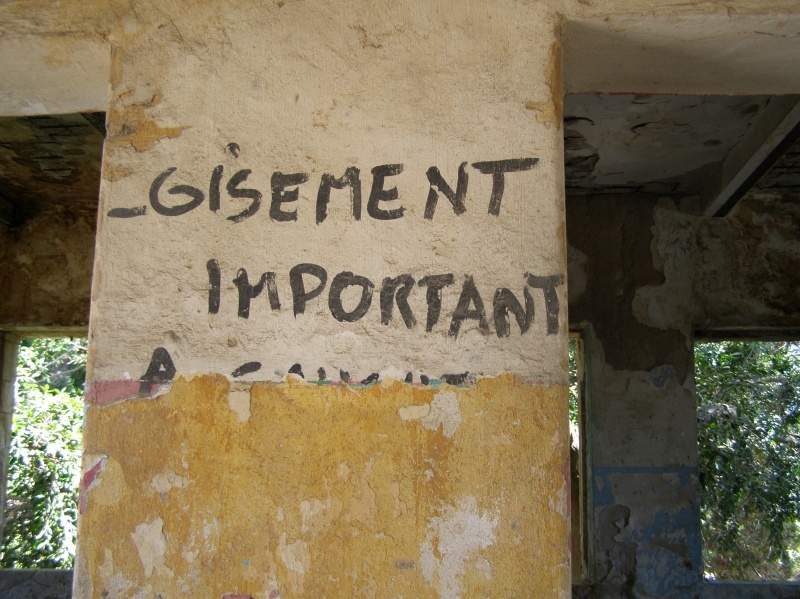 - GISEMENT
IMPORTANT
A